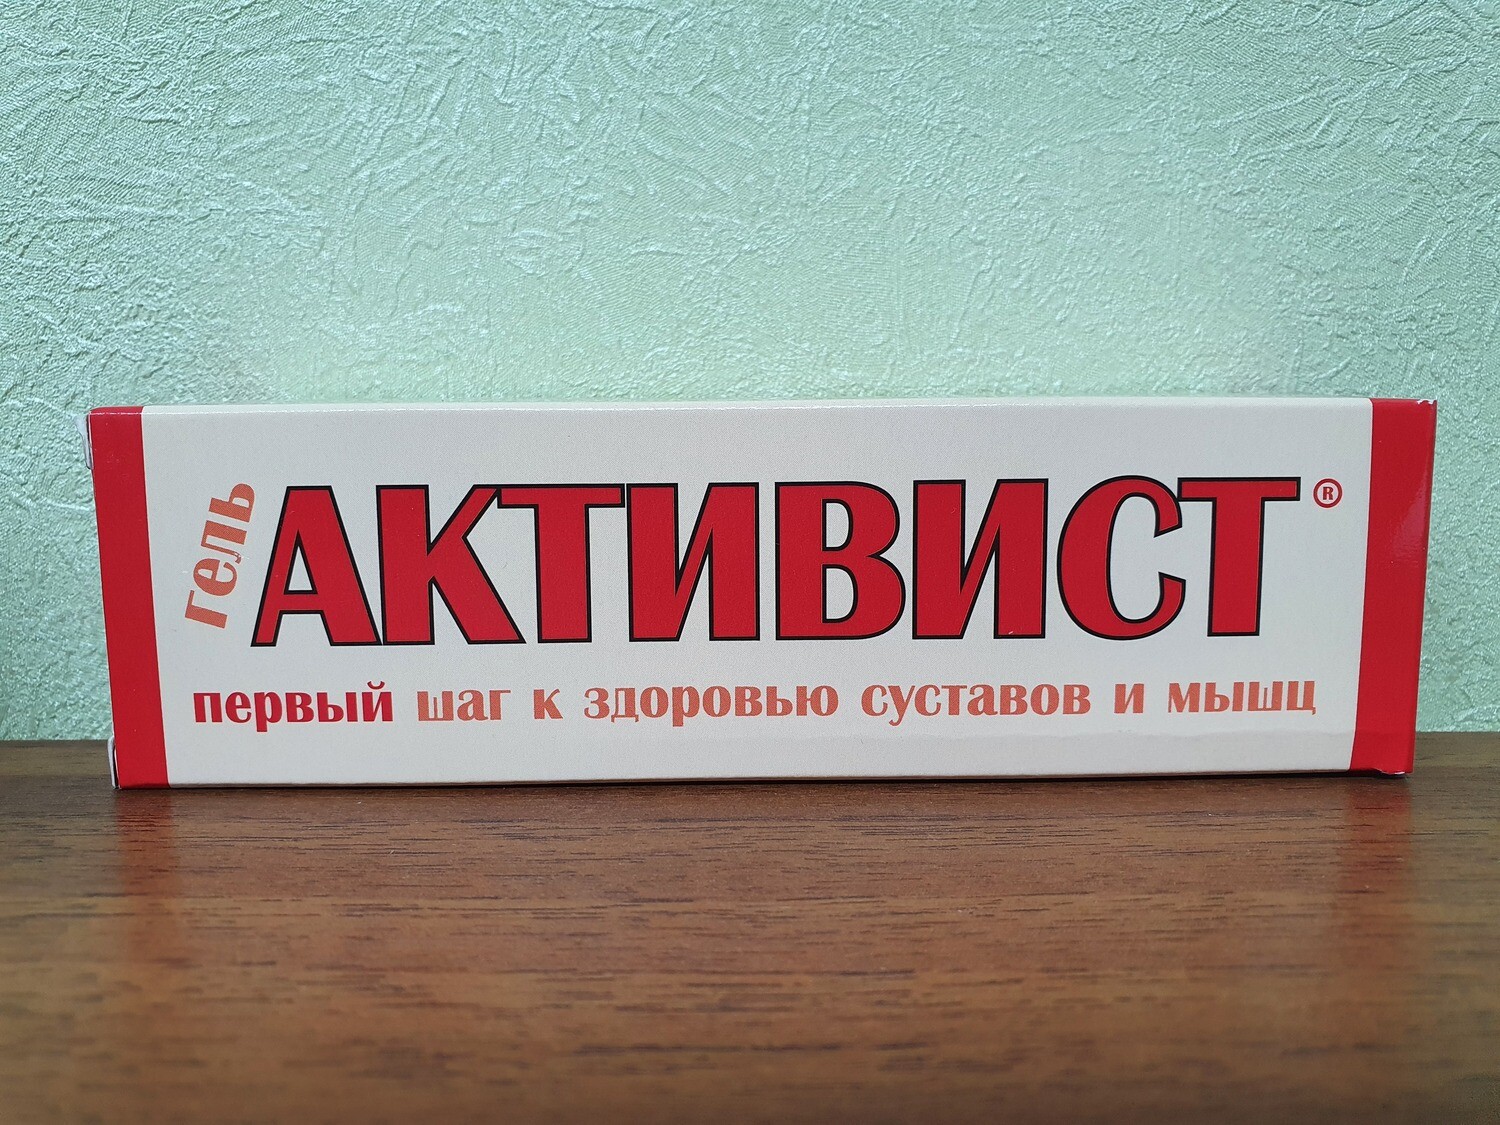 гель
АКТИВИСТ®
первый шаг к здоровью суставов и мышц